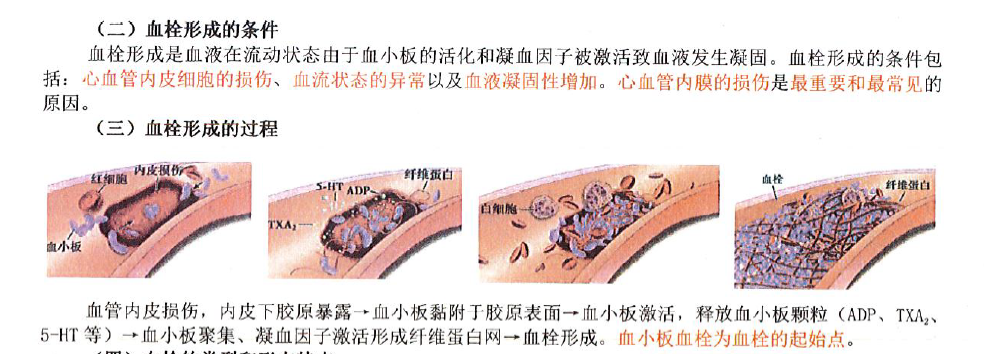 （二）血栓形成的条件
血栓形成是血液在流动状态由于血小板的活化和凝血因子被激活致血液发生凝固。血栓形成的条件包
括：心血管内皮细胞的损伤、血流状态的异常以及血液凝固性增加。心血管内膜的损伤是最重要和最常见的
原因。
（三）血栓形成的过程
红细胞
内皮损伤
血小板
5-HT ADP
纤维蛋白
TXA₂
白细胞
血栓
纤维蛋白
血管内皮损伤，内皮下胶原暴露→血小板黏附于胶原表面→血小板激活，释放血小板颗粒（ADP、TXA₂、
5-HT 等）→血小板聚集、凝血因子激活形成纤维蛋白网→血栓形成。血小板血栓为血栓的起始点。